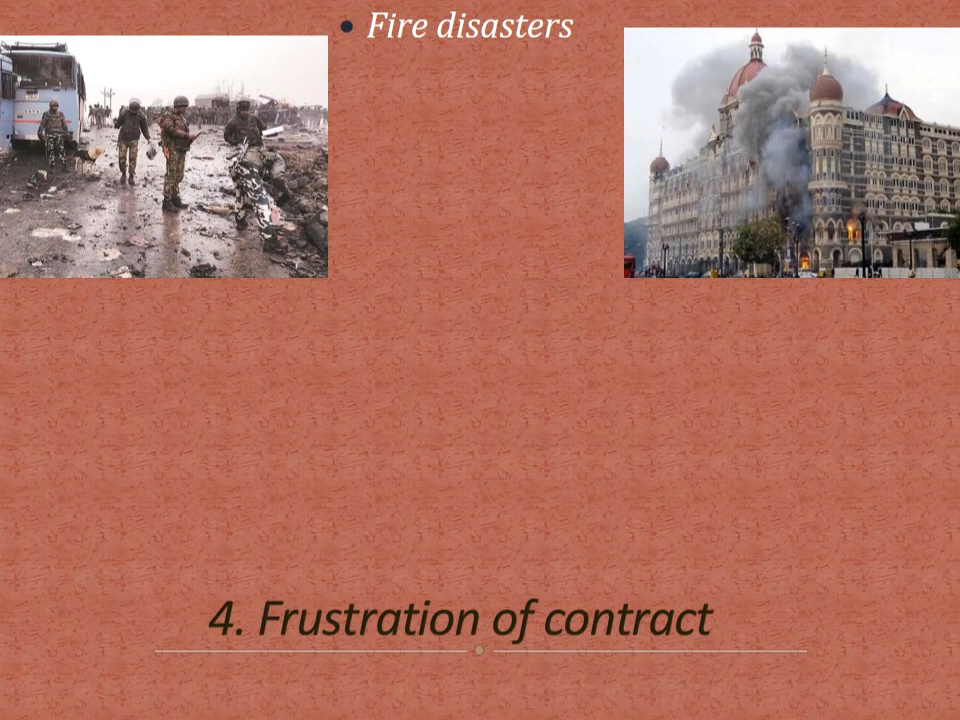 • Fire disasters
4. Frustration of contract